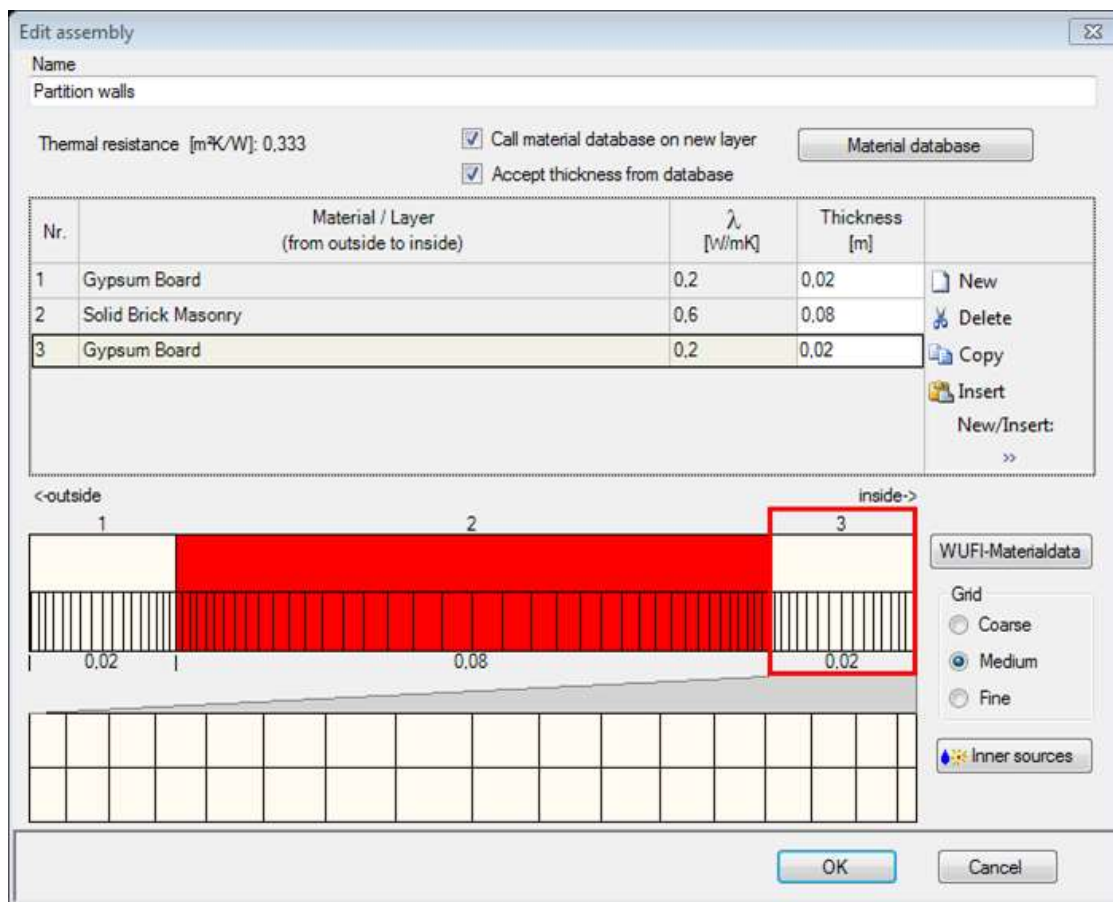 Edit assembly
Name
Partition walls
Thermal resistance [m²K/W]: 0,333
Call material database on new layer
Material database
Accept thickness from database
Nr.
Material / Layer
(from outside to inside)
λ
[W/mK]
Thickness
[m]
1 Gypsum Board 0,2 0,02
2 Solid Brick Masonry 0,6 0,08
3 Gypsum Board 0,2 0,02
New
Delete
Copy
Insert
New/Insert:
»
<-outside inside->
1 2 3
0,02 0,08 0,02
WUFI-Materialdata
Grid
Coarse
Medium
Fine
Inner sources
OK Cancel